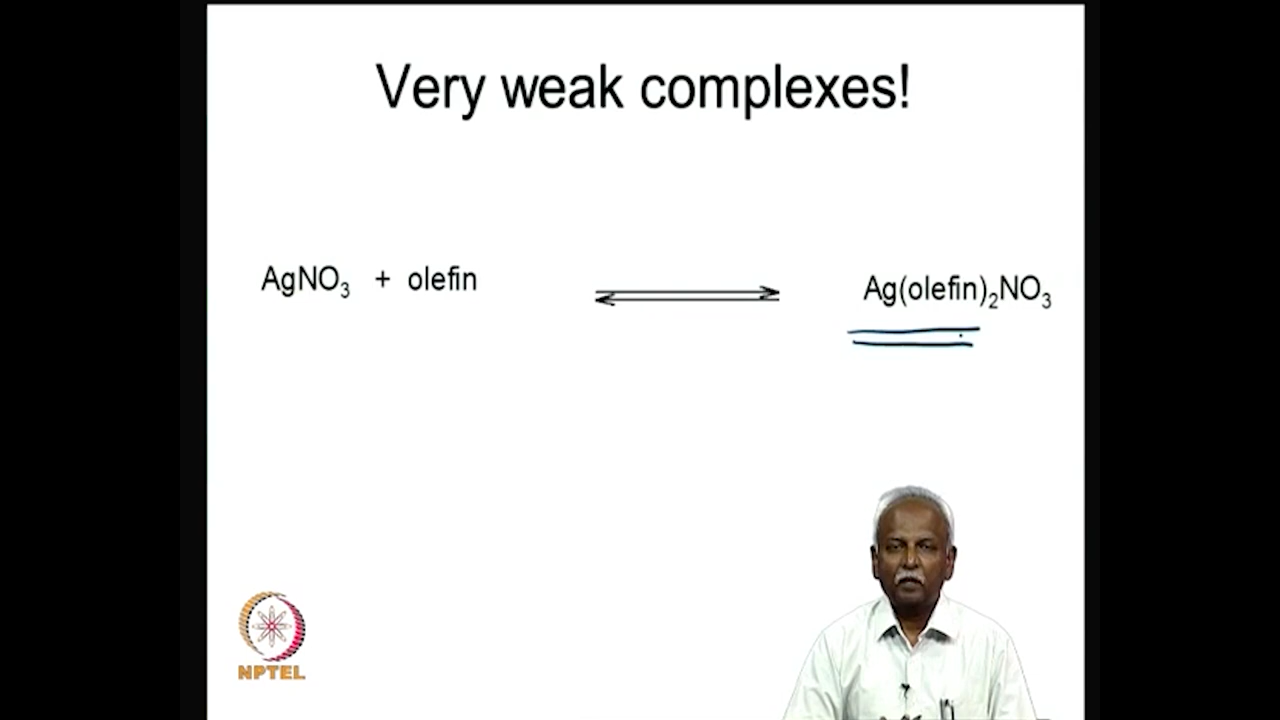 Very weak complexes!
AgNO₃ + olefin ⇌ Ag(olefin)₂NO₃
NPTEL